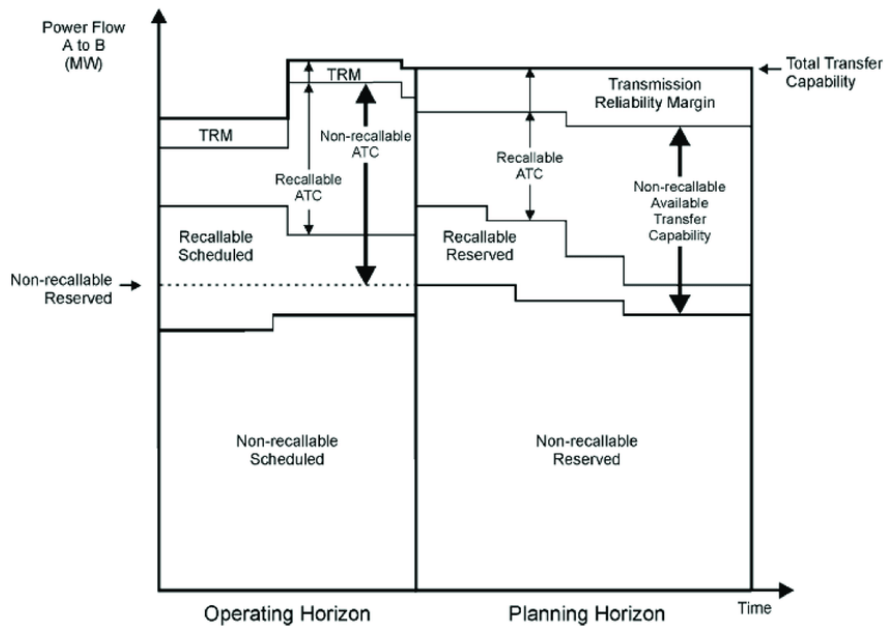 Power Flow
A to B
(MW)
TRM
TRM
Non-recallable
ATC
Recallable
ATC
Recallable
Scheduled
Non-recallable
Reserved
Non-recallable
Scheduled
Operating Horizon
Transmission
Reliability Margin
Total Transfer
Capability
Recallable
ATC
Non-recallable
Available
Transfer
Capability
Recallable
Reserved
Non-recallable
Reserved
Planning Horizon
Time